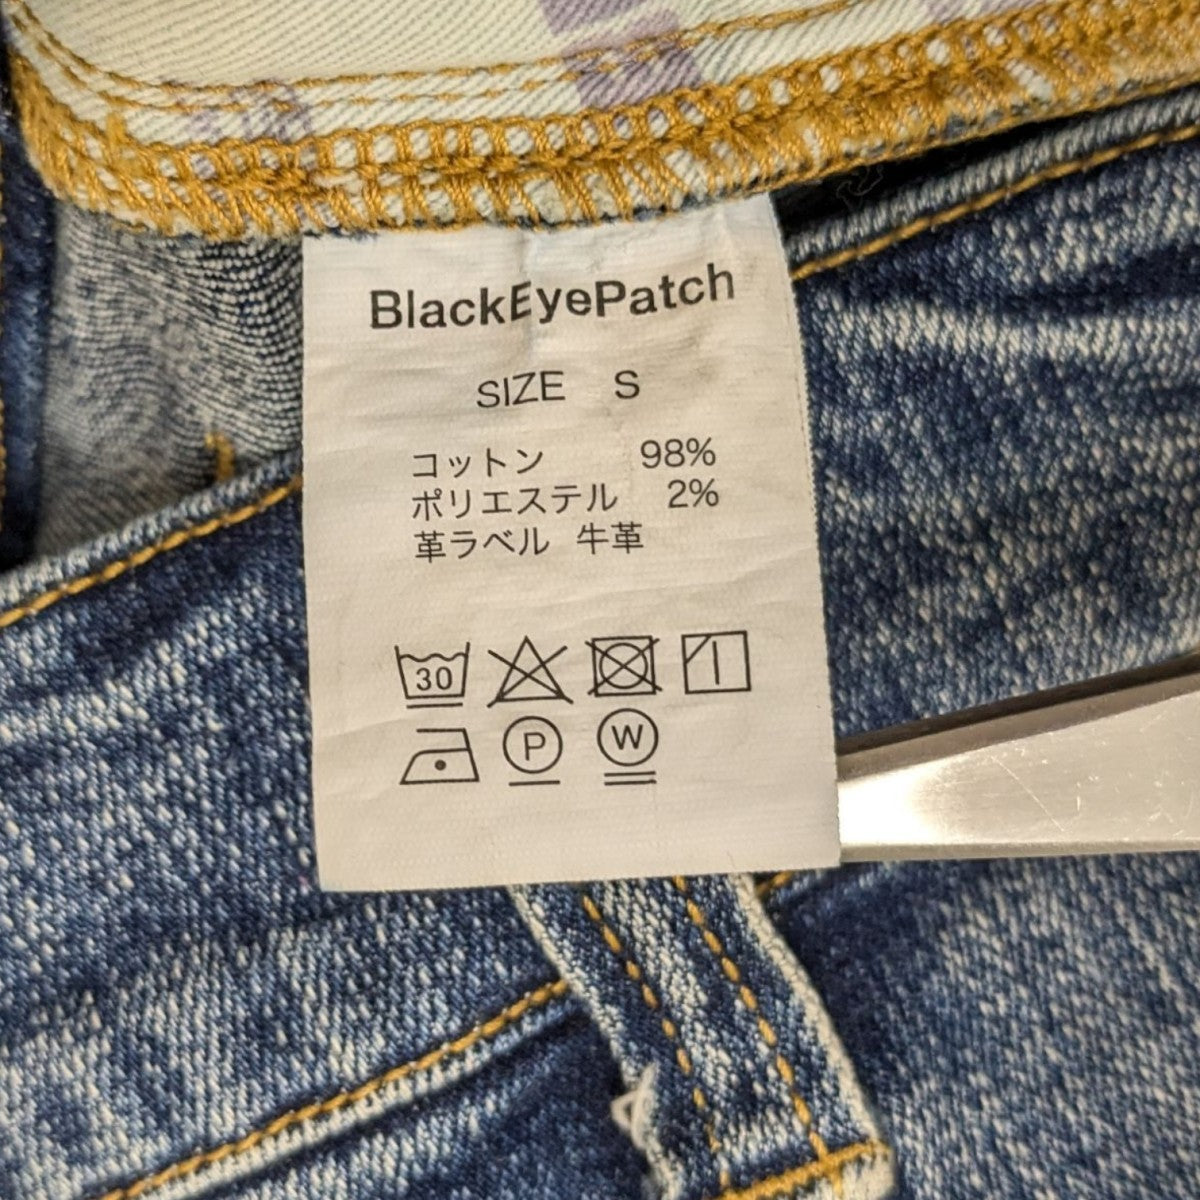 BlackEyePatch
SIZE S
コットン 98%
ポリエステル 2%
革ラベル 牛革
30
P W